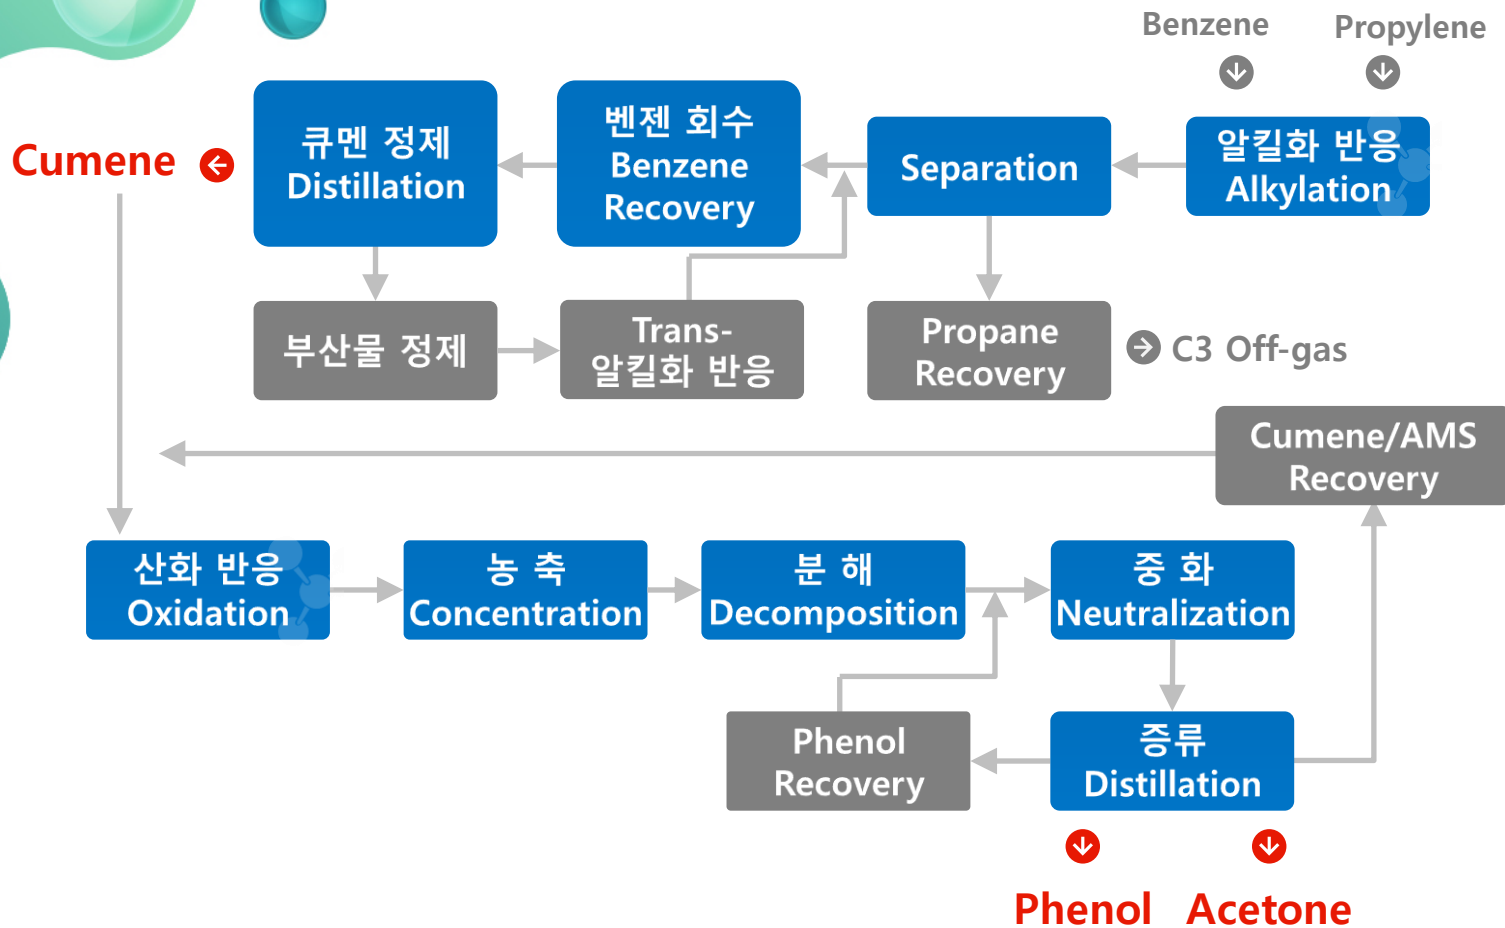 Benzene
Propylene
Cumene
큐멘 정제
Distillation
벤젠 회수
Benzene
Recovery
Separation
알킬화 반응
Alkylation
부산물 정제
Trans-
알킬화 반응
Propane
Recovery
C3 Off-gas
Cumene/AMS
Recovery
산화 반응
Oxidation
농 축
Concentration
분 해
Decomposition
중 화
Neutralization
Phenol
Recovery
증류
Distillation
Phenol
Acetone